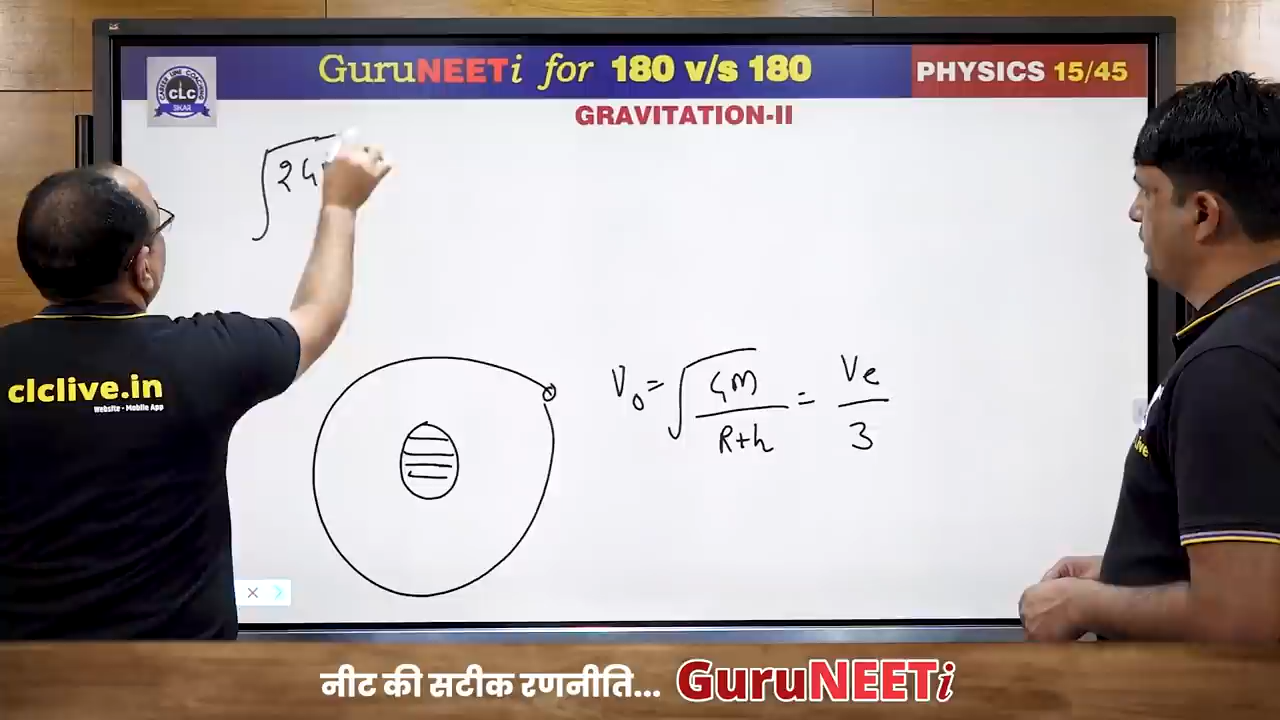 GuruNEETi for 180 v/s 180
PHYSICS 15/45
CAREER LINE COACHING
CLC
SIKAR
GRAVITATION-II
√2G
V₀ = √GM/R+h = Ve/3
clclive.in
Website - Mobile App
नीट की सटीक रणनीति... GuruNEETi